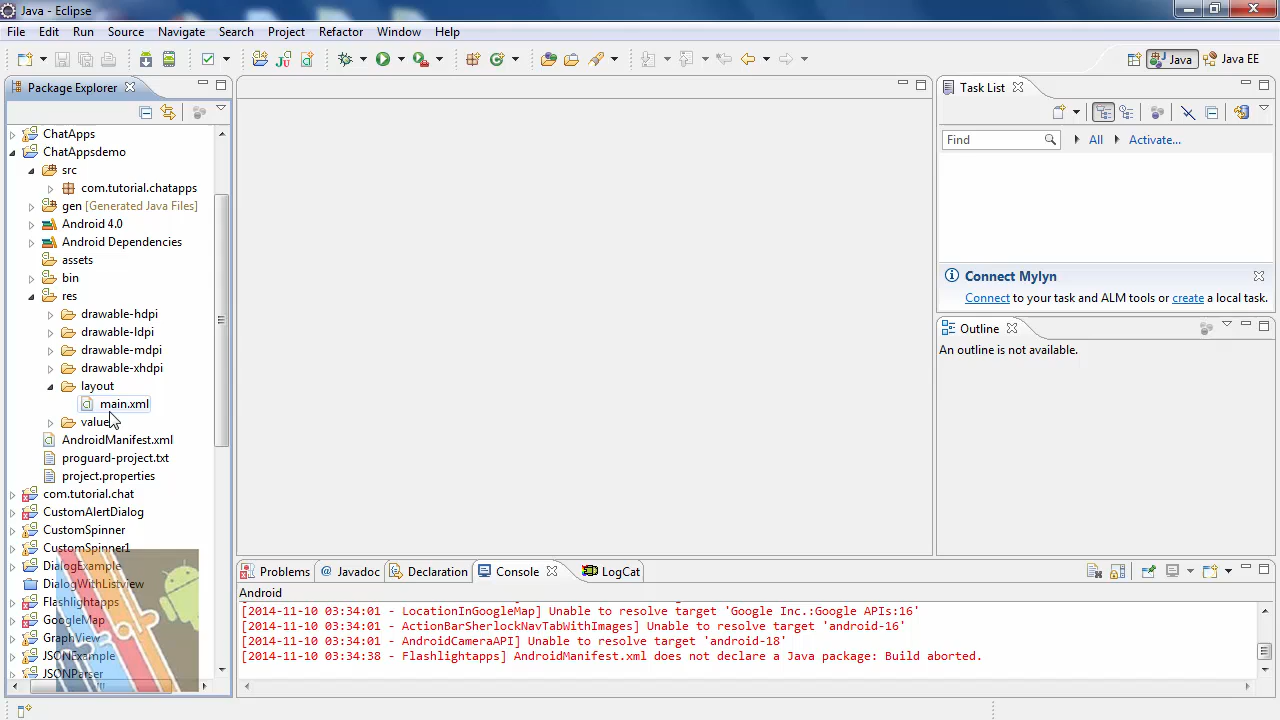 Java - Eclipse
File Edit Run Source Navigate Search Project Refactor Window Help
Java Java EE
Package Explorer
ChatApps
ChatAppsdemo
src
com.tutorial.chatapps
gen [Generated Java Files]
Android 4.0
Android Dependencies
assets
bin
res
drawable-hdpi
drawable-ldpi
drawable-mdpi
drawable-xhdpi
layout
main.xml
value
AndroidManifest.xml
proguard-project.txt
project.properties
com.tutorial.chat
CustomAlertDialog
CustomSpinner
CustomSpinner1
DialogExample
DialogWithListview
Flashlightapps
GoogleMap
GraphView
JSONExample
JSONParser
Task List
Find All Activate...
Connect Mylyn
Connect to your task and ALM tools or create a local task.
Outline
An outline is not available.
Problems @ Javadoc Declaration Console LogCat
Android
[2014-11-10 03:34:01 - LocationInGoogleMap] Unable to resolve target 'Google Inc.:Google APIs:16'
[2014-11-10 03:34:01 - ActionBarSherlockNavTabWithImages] Unable to resolve target 'android-16'
[2014-11-10 03:34:01 - AndroidCameraAPI] Unable to resolve target 'android-18'
[2014-11-10 03:34:38 - Flashlightapps] AndroidManifest.xml does not declare a Java package: Build aborted.